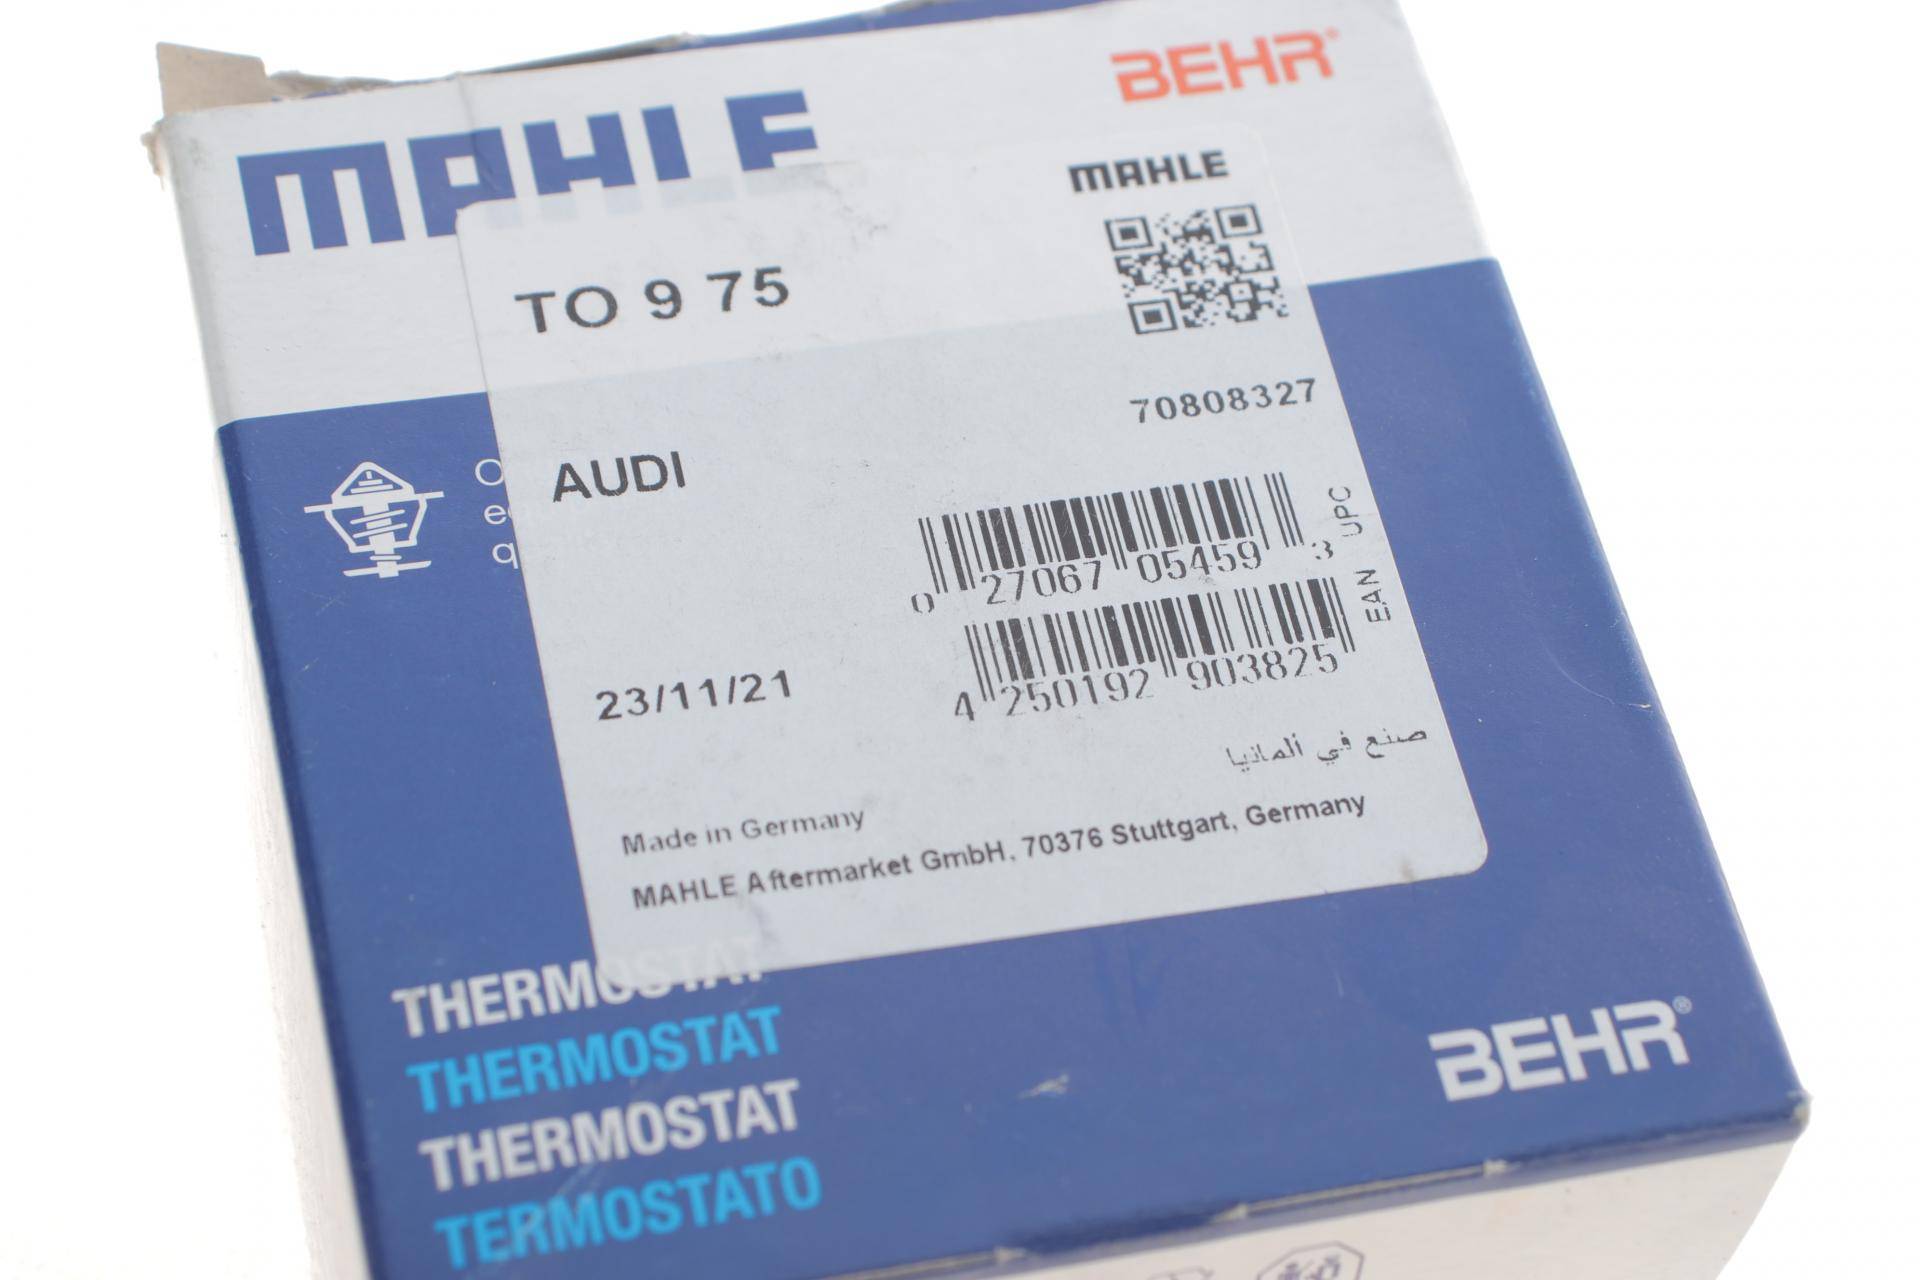 MAHLE
BEHR®
MAHLE
TO 9 75
70808327
AUDI
0 27067 05459 3
UPC
4 250192 903825
EAN
23/11/21
صنع في ألمانيا
Made in Germany
MAHLE Aftermarket GmbH, 70376 Stuttgart, Germany
THERMOSTAT
THERMOSTAT
THERMOSTAT
TERMOSTATO
BEHR®